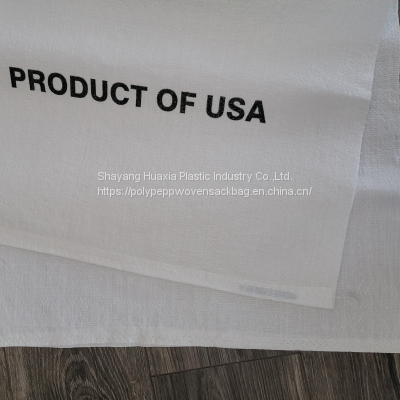 PRODUCT OF USA
Shayang Huaxia Plastic Industry Co.,Ltd.
https://polypeppwovensackbag.en.china.cn/